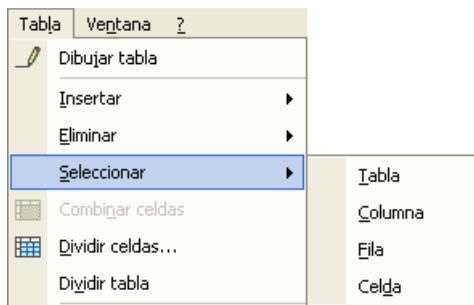 Tabla Ventana ?
Dibujar tabla
Insertar
Eliminar
Seleccionar
Tabla
Combinar celdas
Columna
Dividir celdas...
Fila
Dividir tabla
Celda